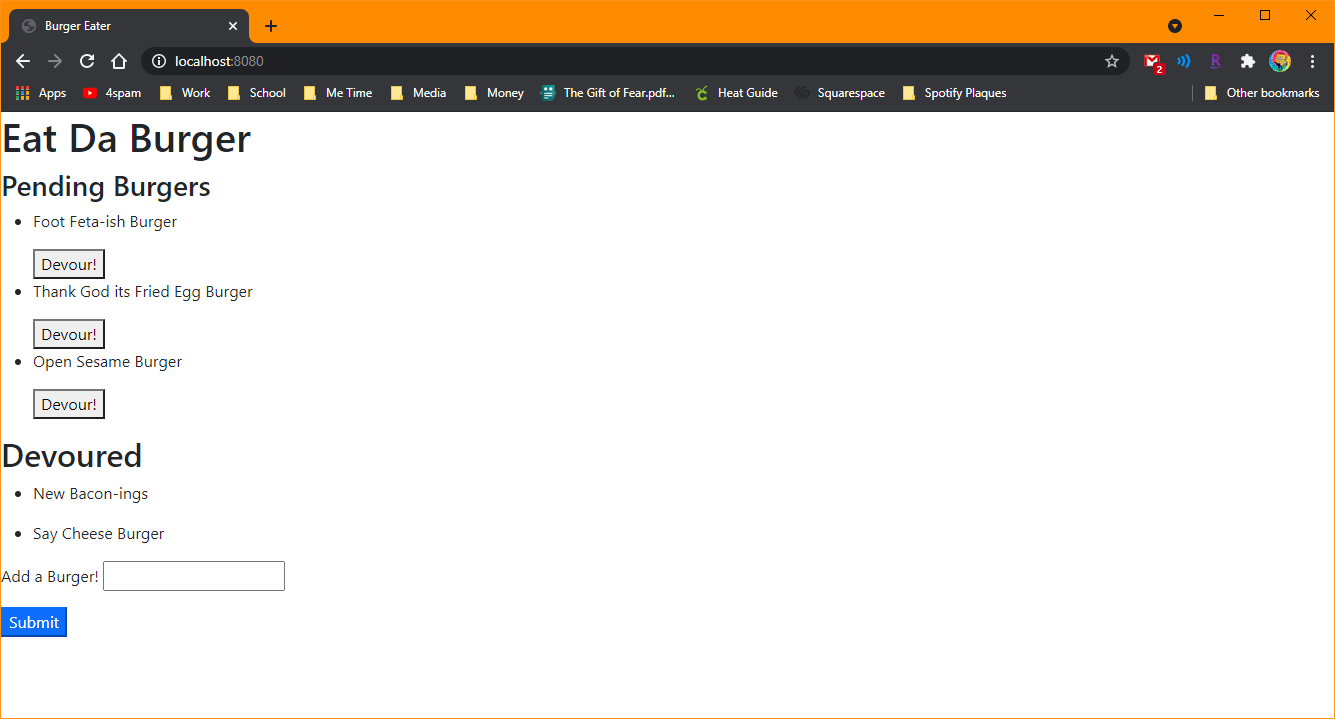 Burger Eater
localhost:8080
2 R
Apps 4spam Work School Me Time Media Money The Gift of Fear.pdf... Heat Guide Squarespace Spotify Plaques Other bookmarks
Eat Da Burger
Pending Burgers
Foot Feta-ish Burger
Devour!
Thank God its Fried Egg Burger
Devour!
Open Sesame Burger
Devour!
Devoured
New Bacon-ings
Say Cheese Burger
Add a Burger!
Submit